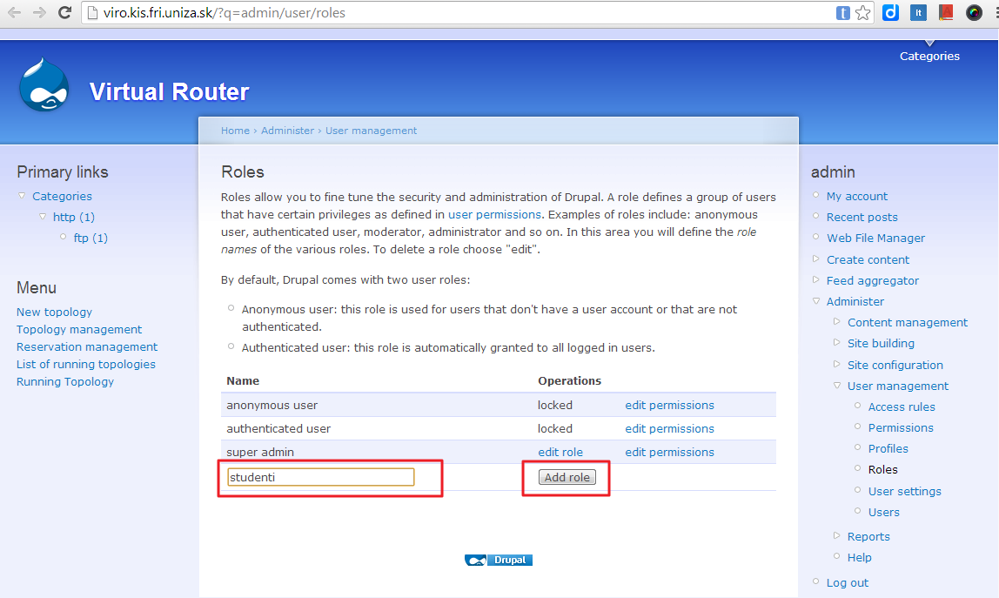 viro.kis.fri.uniza.sk/?q=admin/user/roles
t
d
lt
Categories
Virtual Router
Home › Administer › User management
Primary links
Categories
http (1)
ftp (1)
Menu
New topology
Topology management
Reservation management
List of running topologies
Running Topology
Roles
Roles allow you to fine tune the security and administration of Drupal. A role defines a group of users
that have certain privileges as defined in user permissions. Examples of roles include: anonymous
user, authenticated user, moderator, administrator and so on. In this area you will define the role
names of the various roles. To delete a role choose "edit".
By default, Drupal comes with two user roles:
Anonymous user: this role is used for users that don't have a user account or that are not
authenticated.
Authenticated user: this role is automatically granted to all logged in users.
Name Operations
anonymous user locked edit permissions
authenticated user locked edit permissions
super admin edit role edit permissions
studenti Add role
Drupal
admin
My account
Recent posts
Web File Manager
Create content
Feed aggregator
Administer
Content management
Site building
Site configuration
User management
Access rules
Permissions
Profiles
Roles
User settings
Users
Reports
Help
Log out